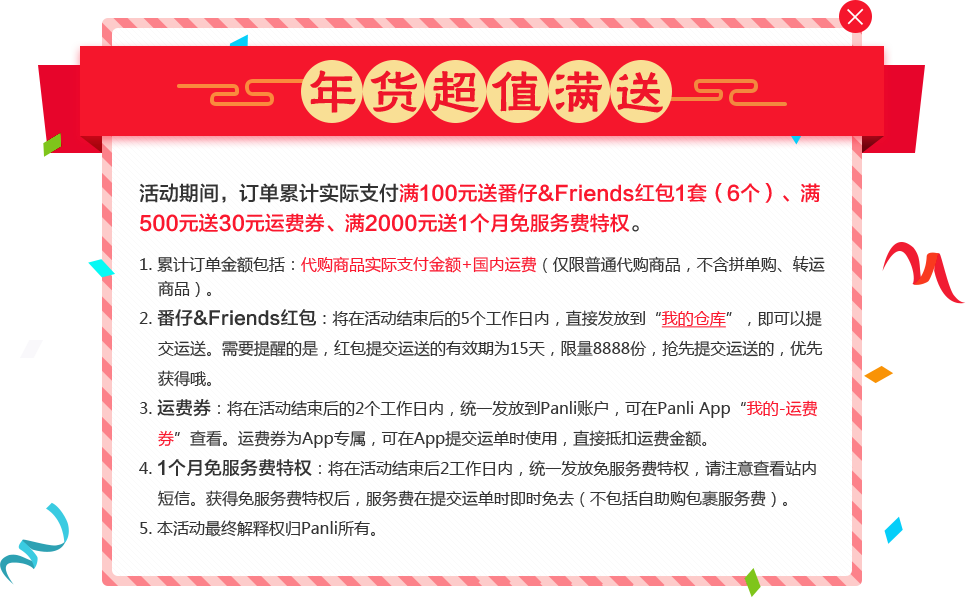 年货超值满送
活动期间，订单累计实际支付满100元送番仔&Friends红包1套（6个）、满
500元送30元运费券、满2000元送1个月免服务费特权。
1. 累计订单金额包括：代购商品实际支付金额+国内运费（仅限普通代购商品，不含拼单购、转运
商品）。
2. 番仔&Friends红包：将在活动结束后的5个工作日内，直接发放到“我的仓库”，即可以提
交运送。需要提醒的是，红包提交运送的有效期为15天，限量8888份，抢先提交运送的，优先
获得哦。
3. 运费券：将在活动结束后的2个工作日内，统一发放到Panli账户，可在Panli App“我的-运费
券”查看。运费券为App专属，可在App提交运单时使用，直接抵扣运费金额。
4. 1个月免服务费特权：将在活动结束后2工作日内，统一发放免服务费特权，请注意查看站内
短信。获得免服务费特权后，服务费在提交运单时即时免去（不包括自助购包裹服务费）。
5. 本活动最终解释权归Panli所有。